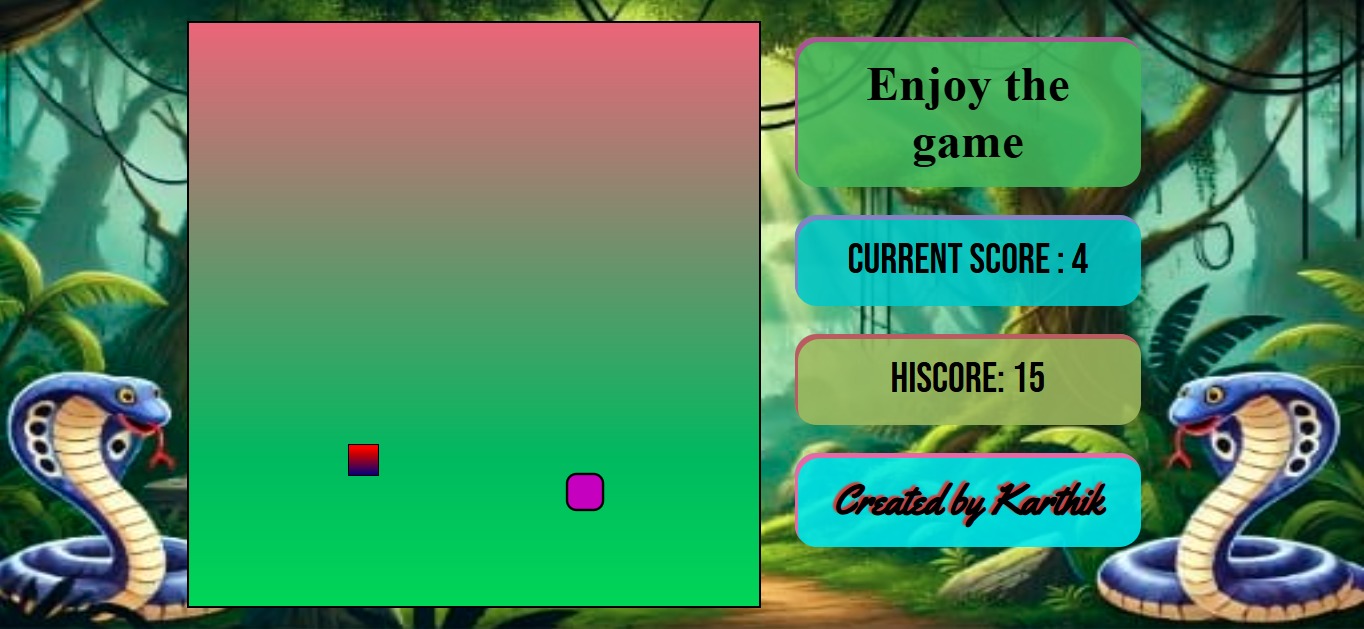 Enjoy the
game
CURRENT SCORE : 4
HISCORE: 15
Created by Karthik